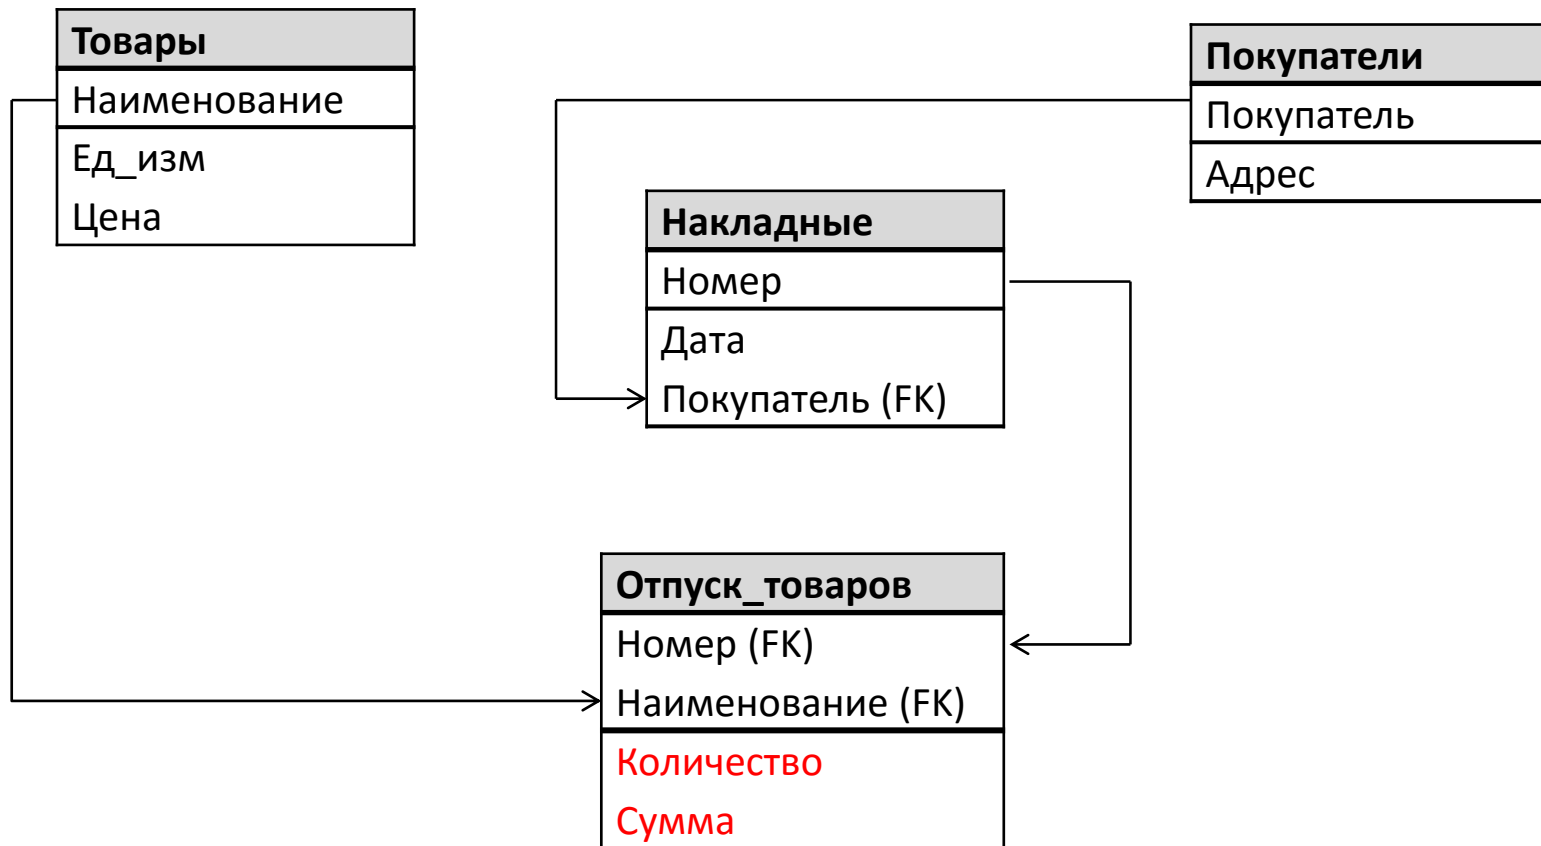 Товары
Наименование
Ед_изм
Цена
Покупатели
Покупатель
Адрес
Накладные
Номер
Дата
Покупатель (FK)
Отпуск_товаров
Номер (FK)
Наименование (FK)
Количество
Сумма